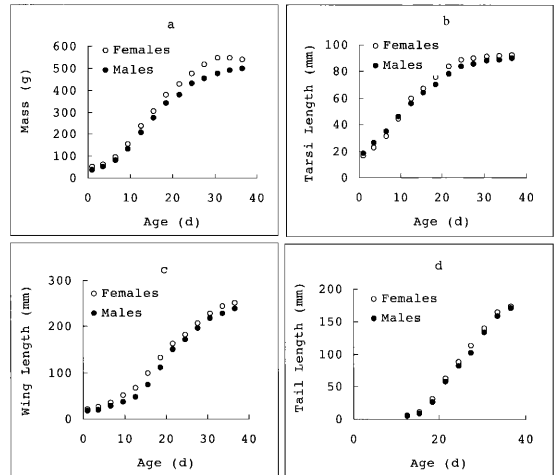 a
600
500
400
300
200
100
0
Mass (g)
Females
Males
0
10
20
30
40
Age (d)
b
100
80
60
40
20
0
Tarsi Length (mm)
Females
Males
0
10
20
30
40
Age (d)
c
300
200
100
0
Wing Length (mm)
Females
Males
0
10
20
30
40
Age (d)
d
200
150
100
50
0
Tail Length (mm)
Females
Males
0
10
20
30
40
Age (d)